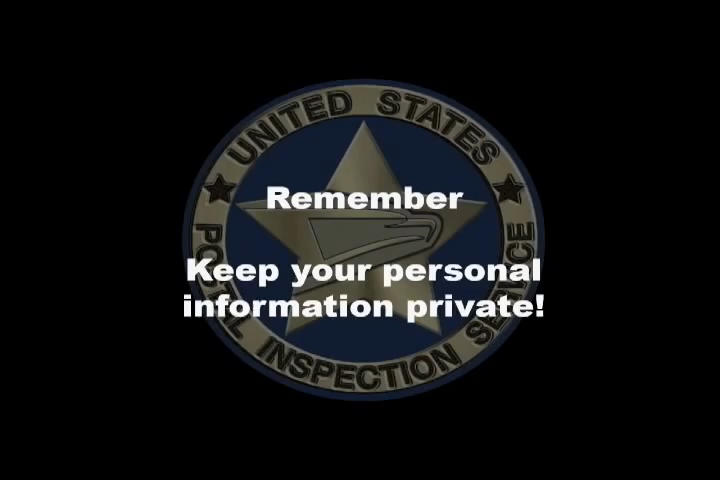 UNITED STATES
Remember
Keep your personal
information private!
POSTAL INSPECTION SERVICE